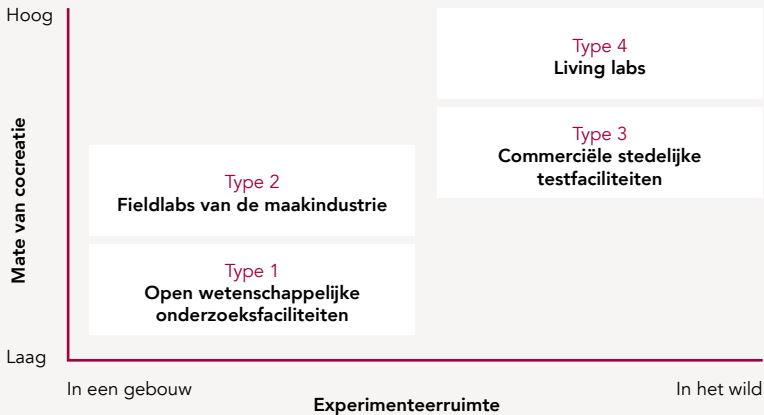 Hoog
Type 4
Living labs
Type 3
Commerciële stedelijke
testfaciliteiten
Mate van cocreatie
Type 2
Fieldlabs van de maakindustrie
Type 1
Open wetenschappelijke
onderzoeksfaciliteiten
Laag
In een gebouw
Experimenteerruimte
In het wild